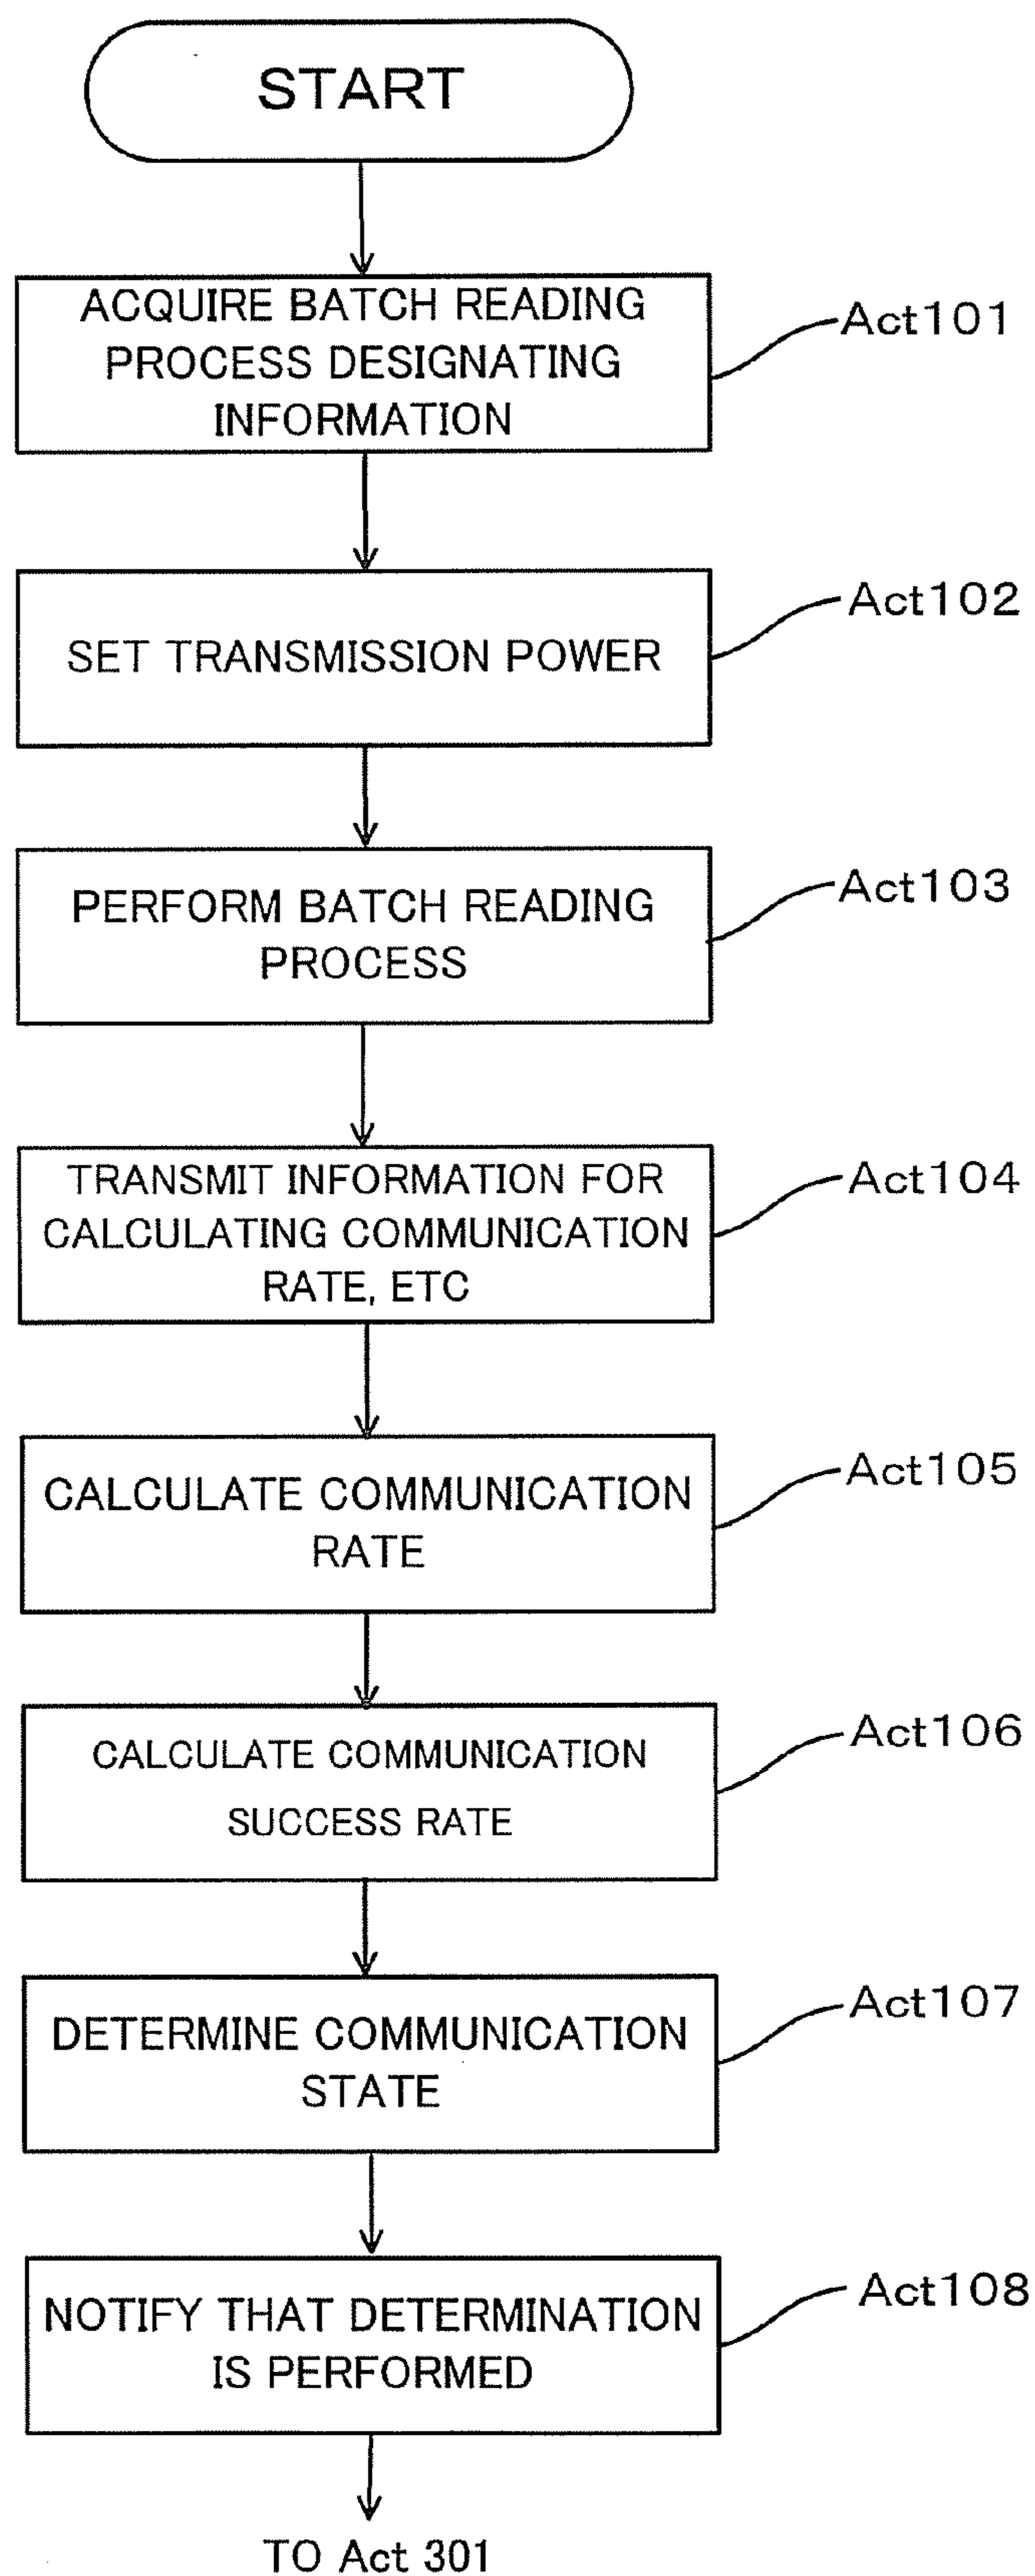 START
ACQUIRE BATCH READING
PROCESS DESIGNATING
INFORMATION
Act101
SET TRANSMISSION POWER
Act102
PERFORM BATCH READING
PROCESS
Act103
TRANSMIT INFORMATION FOR
CALCULATING COMMUNICATION
RATE, ETC
Act104
CALCULATE COMMUNICATION
RATE
Act105
CALCULATE COMMUNICATION
SUCCESS RATE
Act106
DETERMINE COMMUNICATION
STATE
Act107
NOTIFY THAT DETERMINATION
IS PERFORMED
Act108
TO Act 301